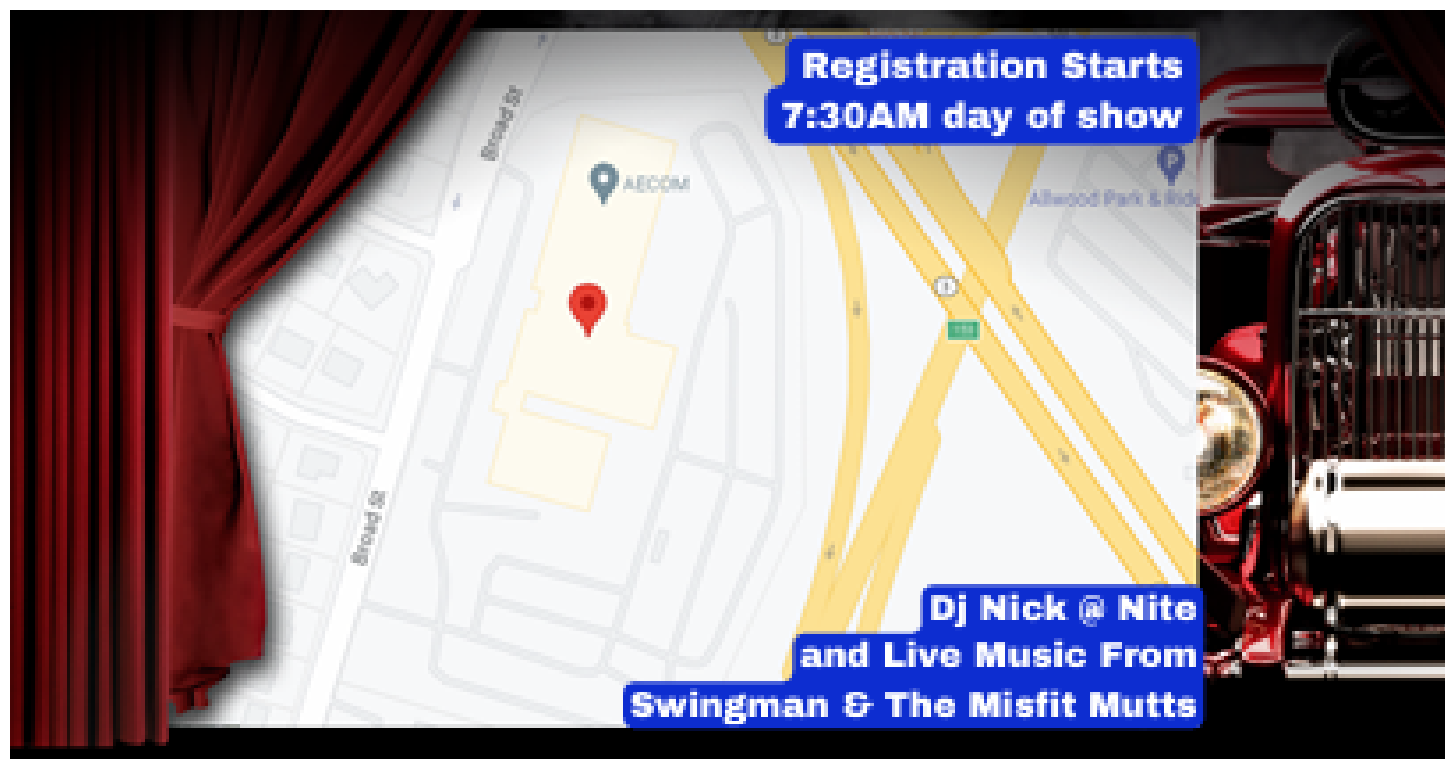 Registration Starts
7:30AM day of show
Broad St
AECOM
P
Allwood Park & Ride
Broad St
Dj Nick @ Nite
and Live Music From
Swingman & The Misfit Mutts